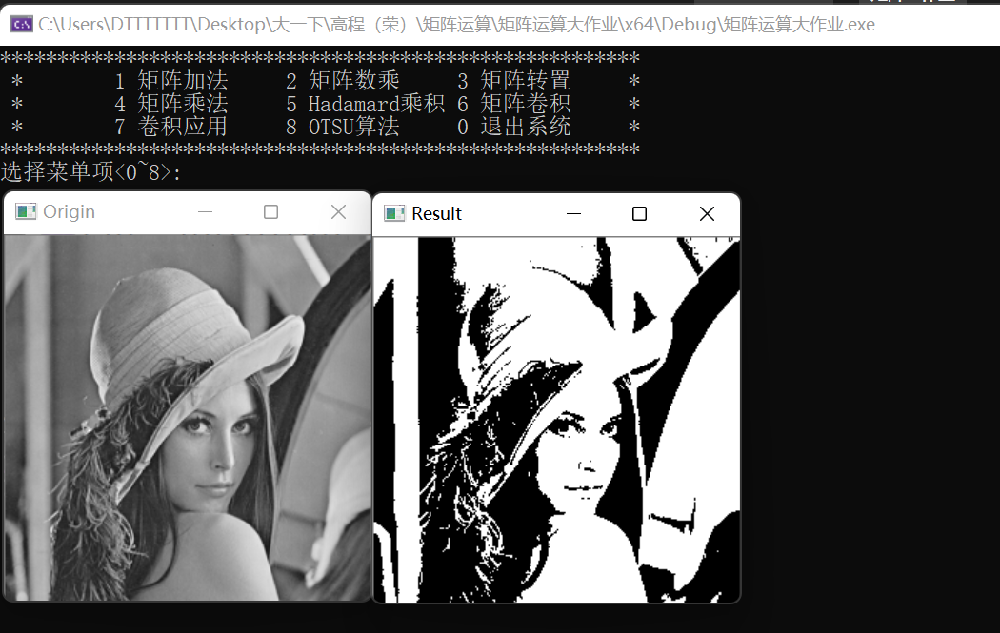 C:\Users\DTTTTTTT\Desktop\大一下\高程（荣）\矩阵运算\矩阵运算大作业\x64\Debug\矩阵运算大作业.exe
********************************************************
* 1 矩阵加法 2 矩阵数乘 3 矩阵转置 *
* 4 矩阵乘法 5 Hadamard乘积 6 矩阵卷积 *
* 7 卷积应用 8 OTSU算法 0 退出系统 *
********************************************************
选择菜单项<0~8>:
Origin
Result